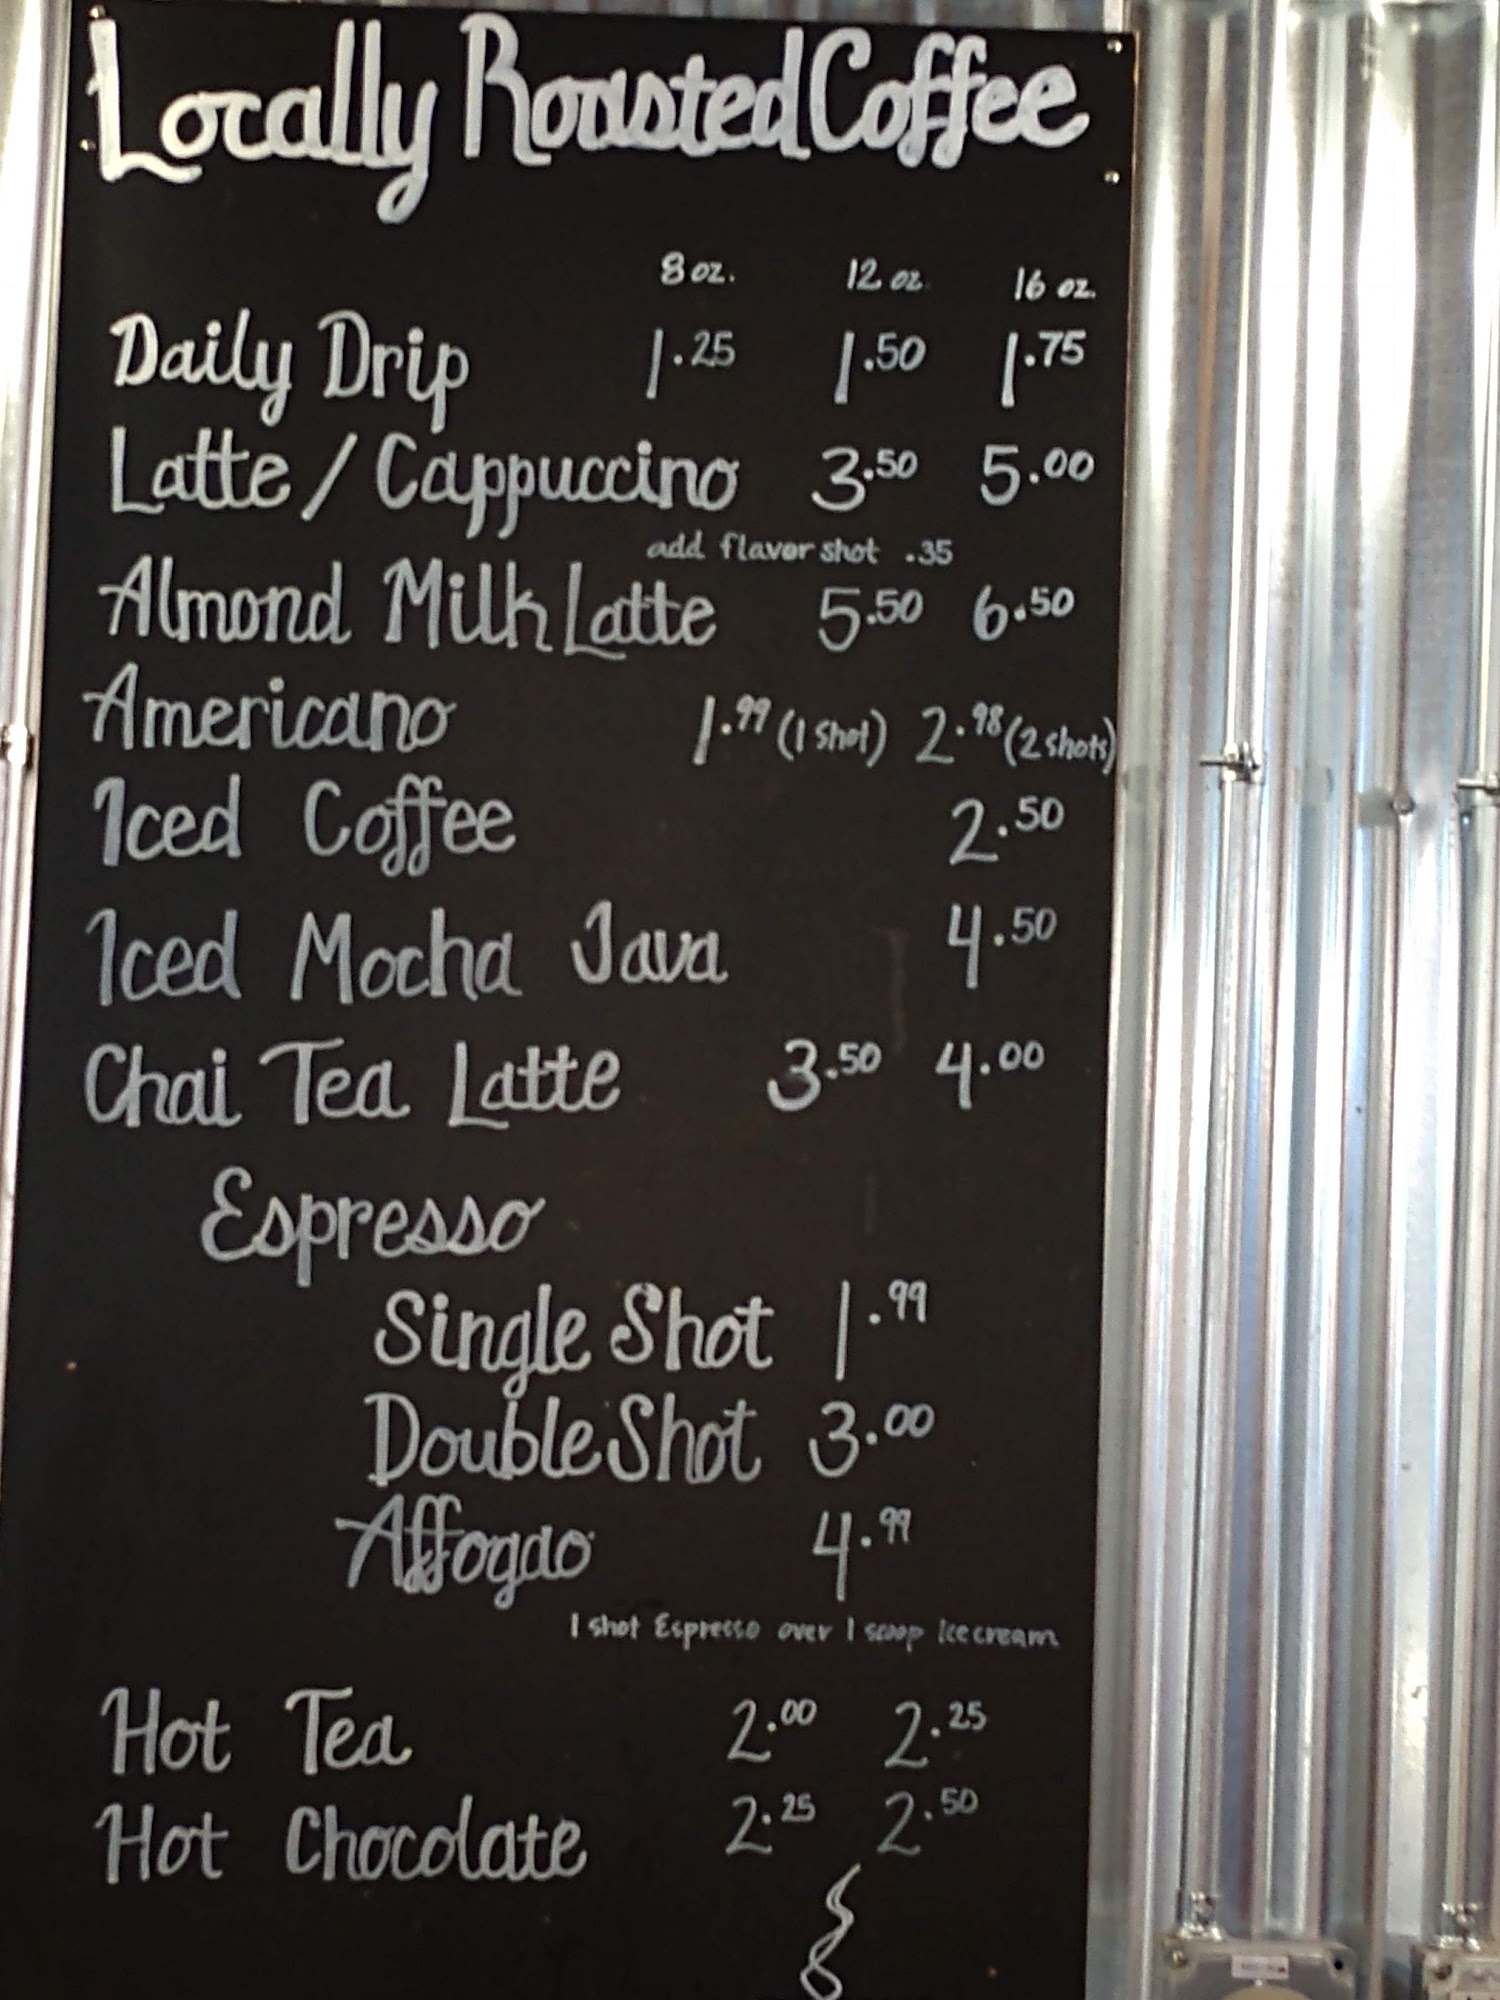 Locally Roasted Coffee
8 oz. 12 oz. 16 oz.
Daily Drip 1.25 1.50 1.75
Latte / Cappuccino 3.50 5.00
add flavor shot .35
Almond Milk Latte 5.50 6.50
Americano 1.99 (1 shot) 2.98 (2 shots)
Iced Coffee 2.50
Iced Mocha Java 4.50
Chai Tea Latte 3.50 4.00
Espresso
Single Shot 1.99
Double Shot 3.00
Affogao 4.99
1 shot Espresso over 1 scoop Ice cream
Hot Tea 2.00 2.25
Hot Chocolate 2.25 2.50